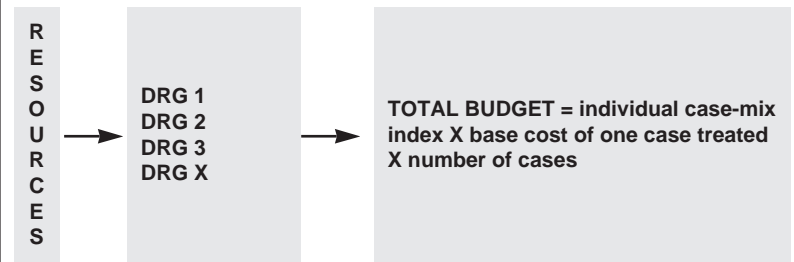 R
E
S
O
U
R
C
E
S
DRG 1
DRG 2
DRG 3
DRG X
TOTAL BUDGET = individual case-mix
index X base cost of one case treated
X number of cases